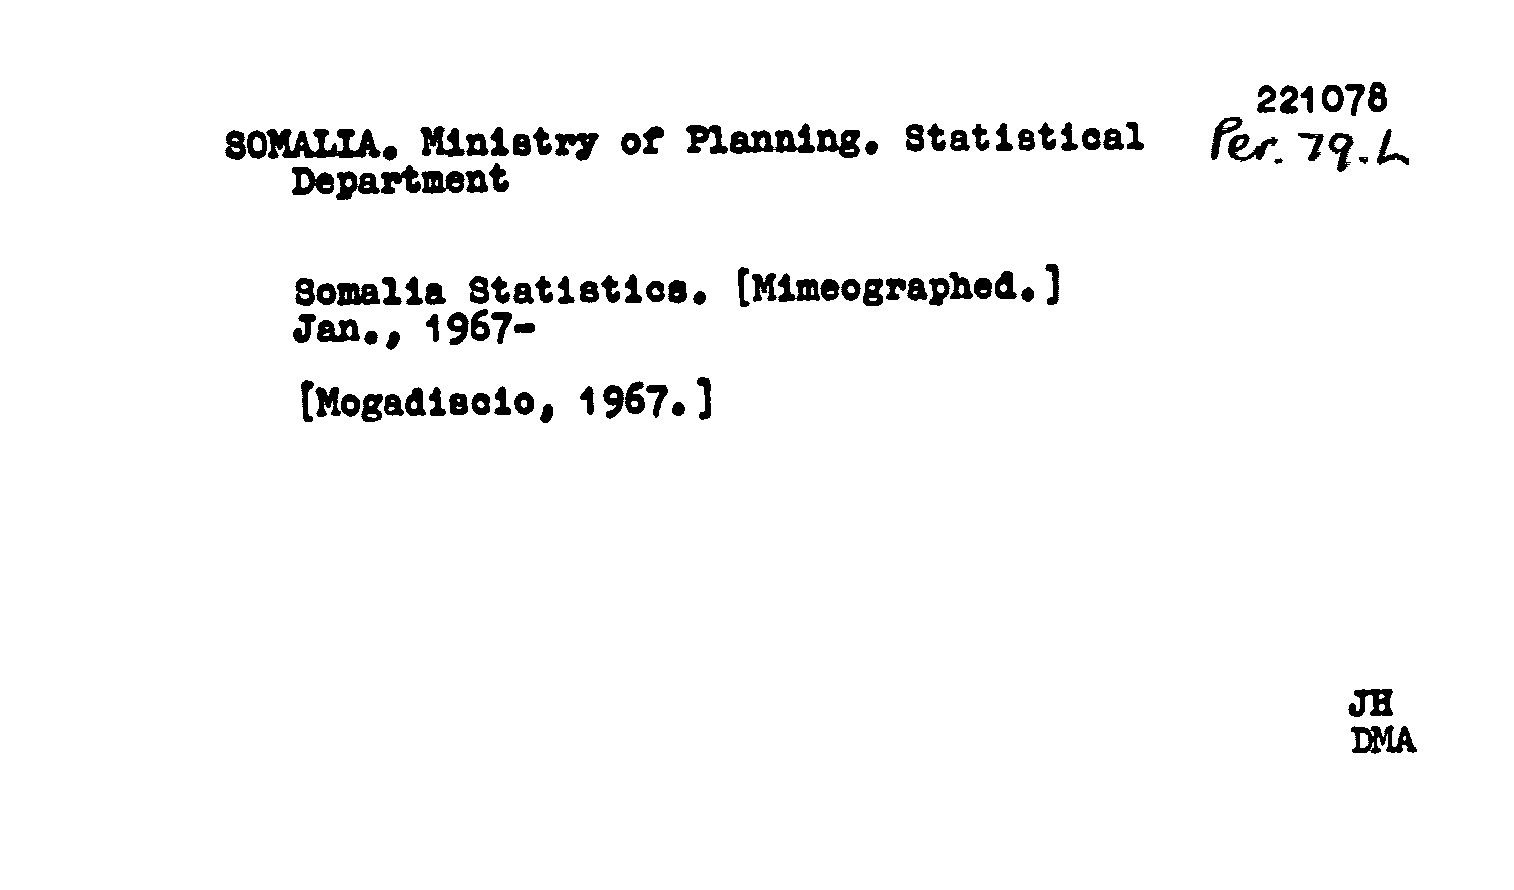 221078
SOMALIA. Ministry of Planning. Statistical
Per. 79.L
Department
Somalia Statistics. [Mimeographed.]
Jan., 1967-
[Mogadiscio, 1967.]
JH
DMA